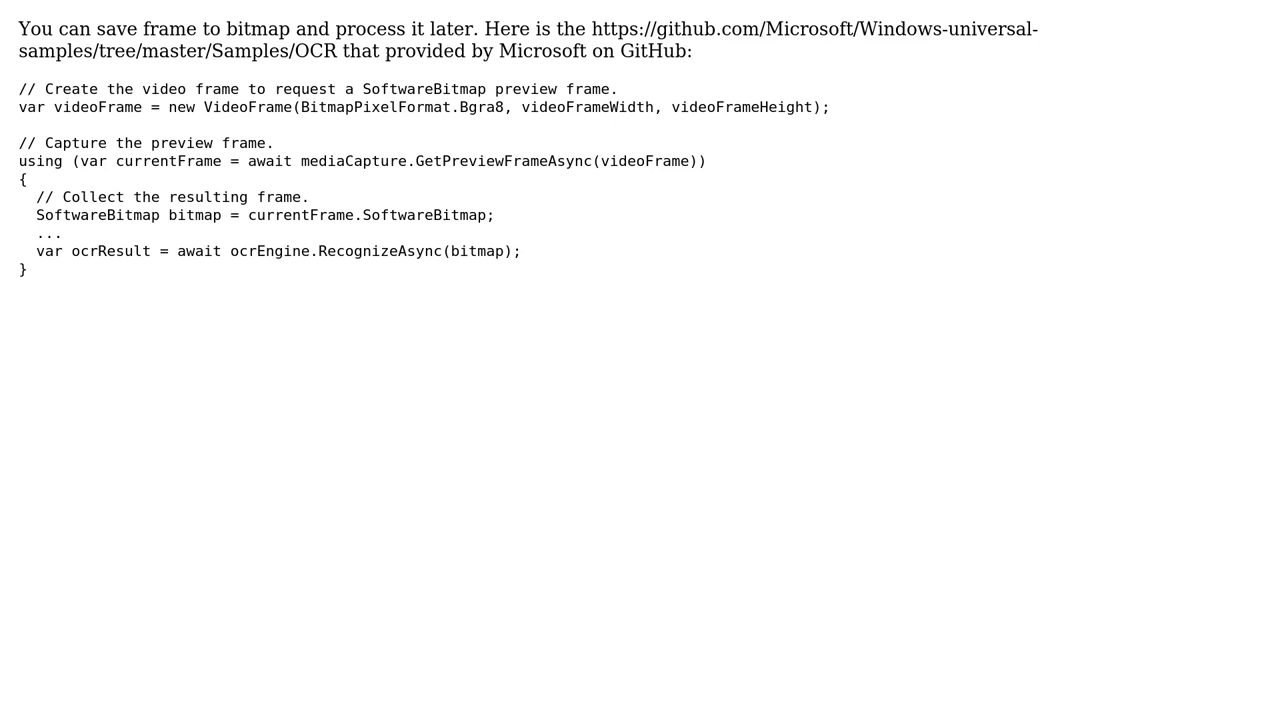 You can save frame to bitmap and process it later. Here is the https://github.com/Microsoft/Windows-universal-
samples/tree/master/Samples/OCR that provided by Microsoft on GitHub:
// Create the video frame to request a SoftwareBitmap preview frame.
var videoFrame = new VideoFrame(BitmapPixelFormat.Bgra8, videoFrameWidth, videoFrameHeight);

// Capture the preview frame.
using (var currentFrame = await mediaCapture.GetPreviewFrameAsync(videoFrame))
{
  // Collect the resulting frame.
  SoftwareBitmap bitmap = currentFrame.SoftwareBitmap;
  ...
  var ocrResult = await ocrEngine.RecognizeAsync(bitmap);
}